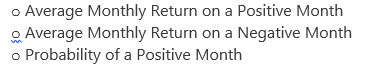 o Average Monthly Return on a Positive Month
o Average Monthly Return on a Negative Month
o Probability of a Positive Month